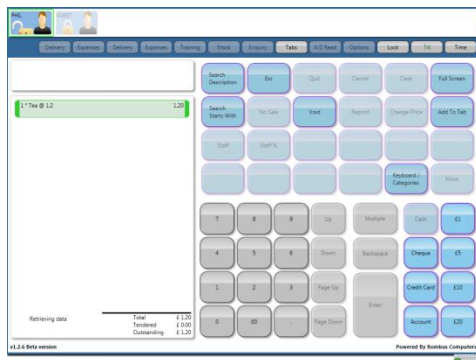 PHIL GUEST
Delivery Expenses Delivery Expenses Training Stock Enquiry Tabs X/Z Read Options Lock Till Time
Search Description Esc Quit Cancel Clear Full Screen
1 * Tea @ 1.2 1.20
Search Starts With No Sale Void Reprint Change Price Add To Tab
Staff Staff %
Keyboard / Categories More
7 8 9 Up Multiple Cash £1
4 5 6 Down Backspace Cheque £5
1 2 3 Page Up Enter Credit Card £10
0 00 . Page Down Account £20
Retrieving data
Total £ 1.20
Tendered £ 0.00
Outstanding £ 1.20
v1.2.6 Beta version Powered By Rombus Computers